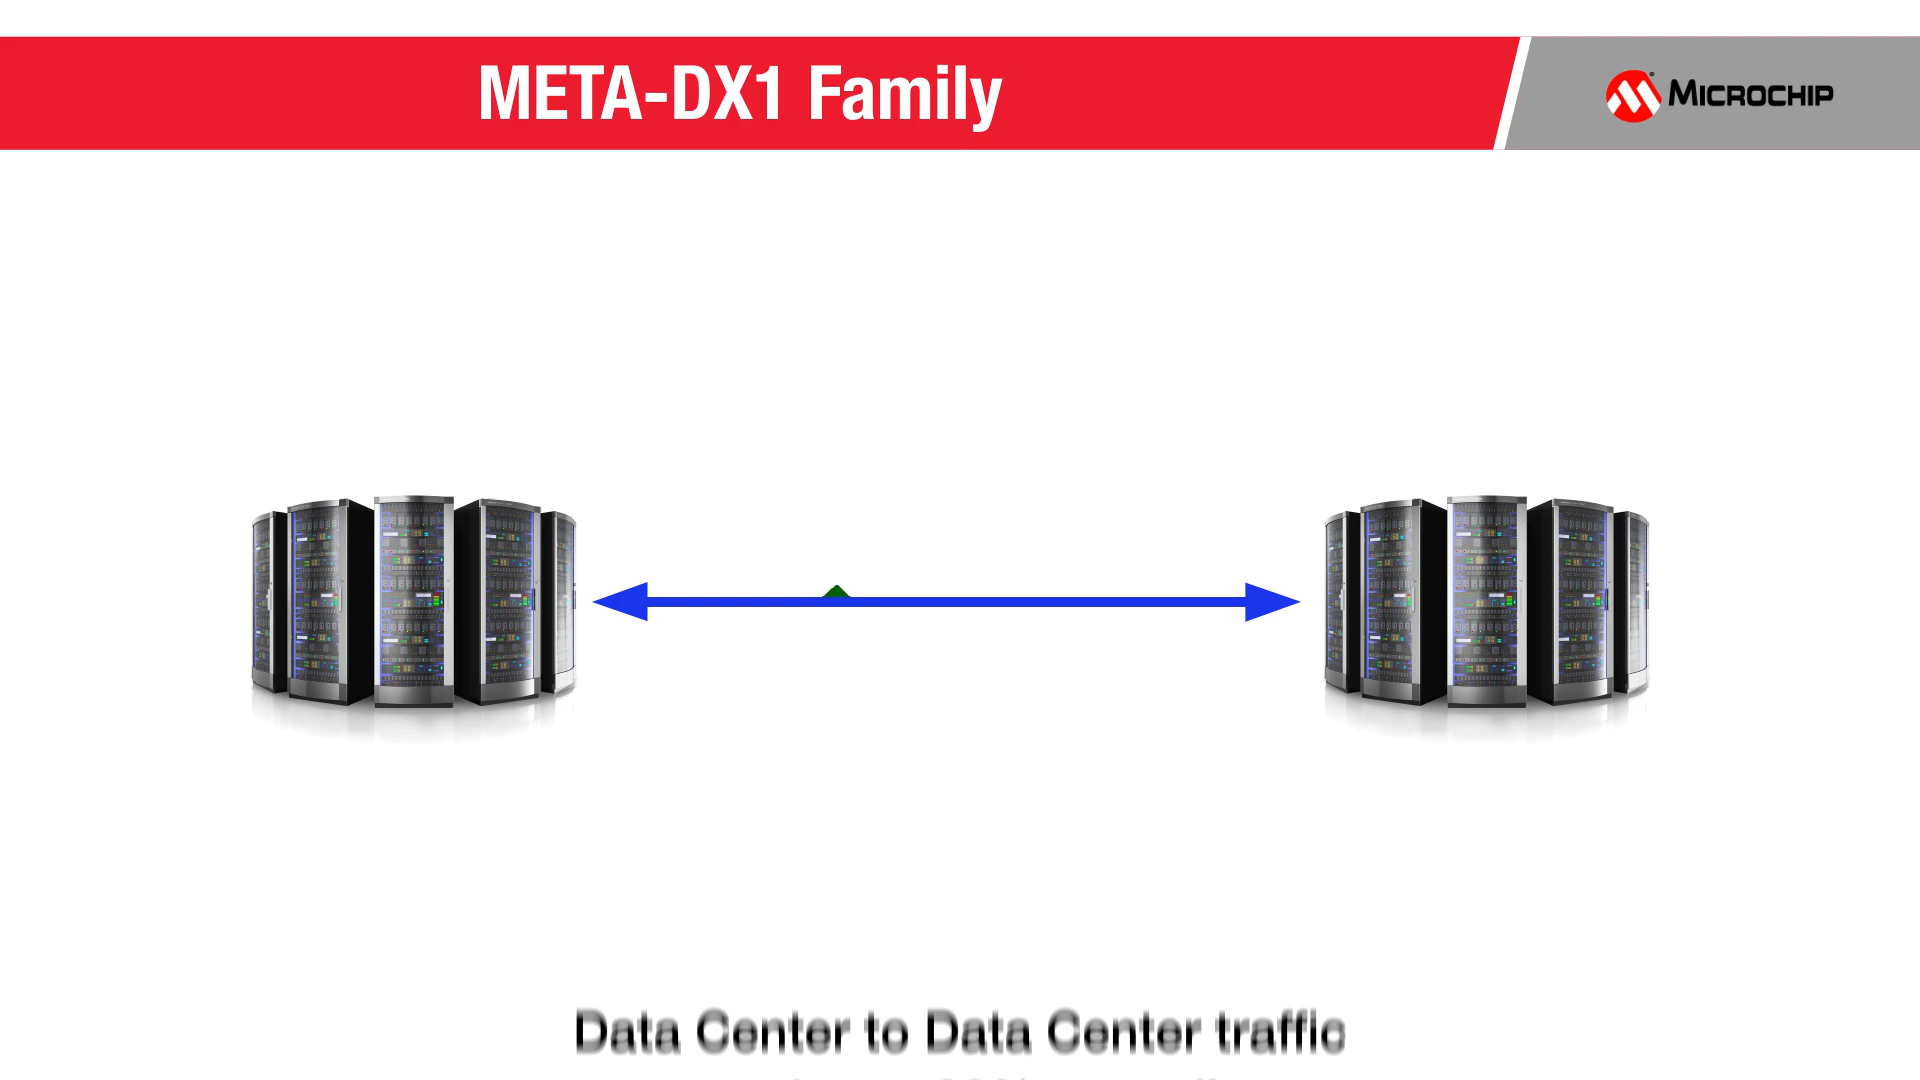 META-DX1 Family
MICROCHIP
Data Center to Data Center traffic